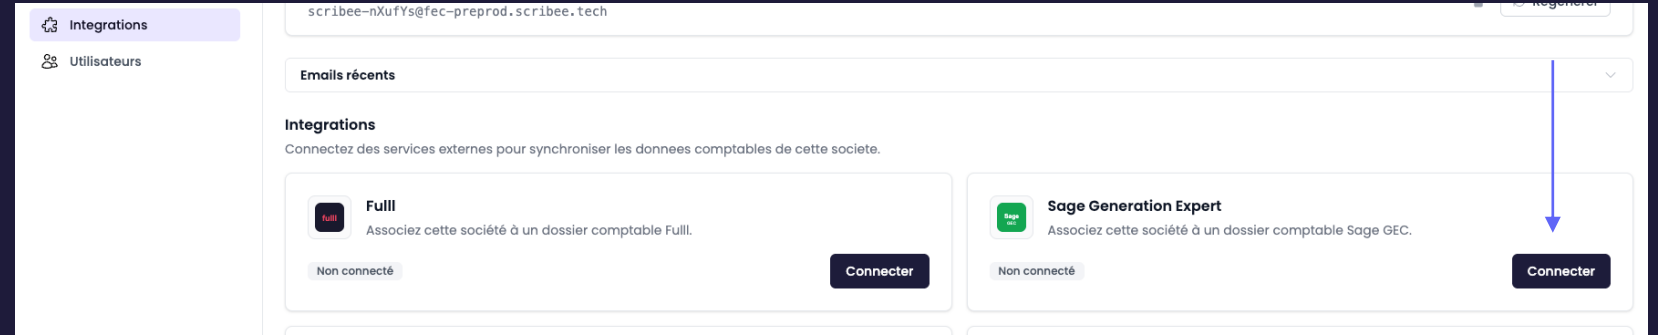 Integrations
Utilisateurs
scribee-nXufYs@fec-preprod.scribee.tech
Regénérer
Emails récents
Integrations
Connectez des services externes pour synchroniser les donnees comptables de cette societe.
fulll
Fulll
Associez cette société à un dossier comptable Fulll.
Non connecté
Connecter
Sage
GEC
Sage Generation Expert
Associez cette société à un dossier comptable Sage GEC.
Non connecté
Connecter